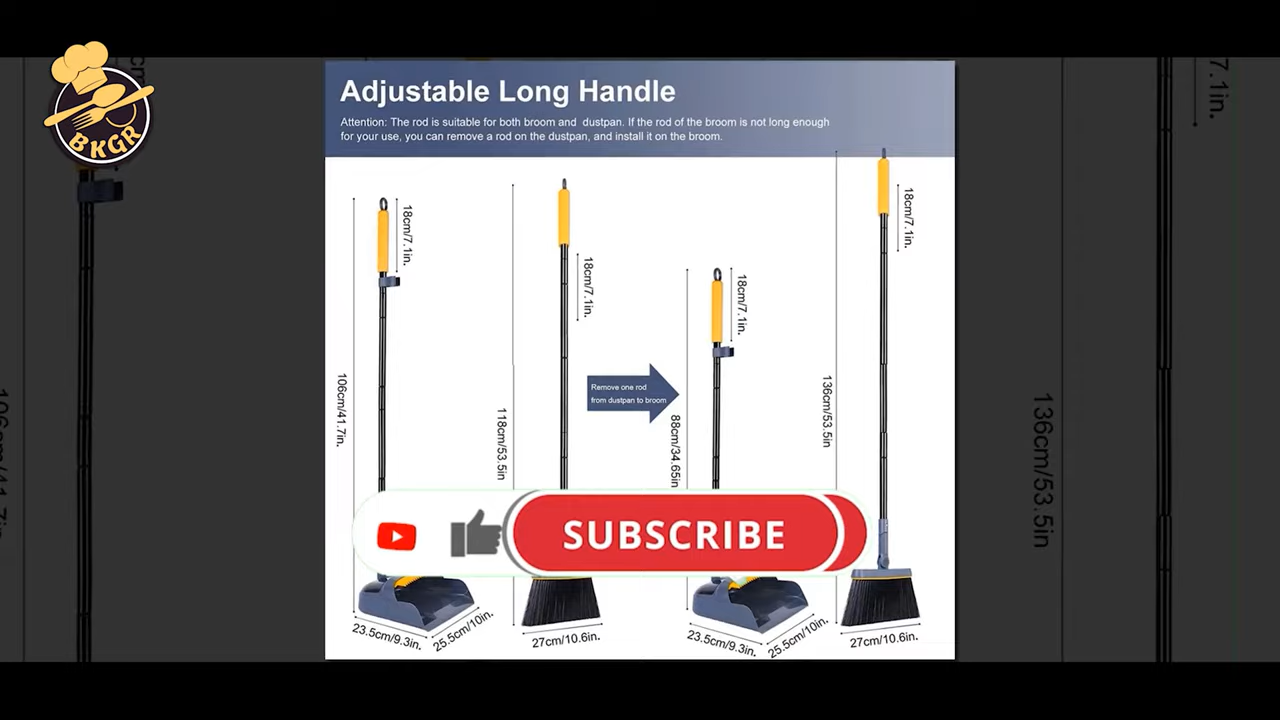 BKGR
Adjustable Long Handle
Attention: The rod is suitable for both broom and dustpan. If the rod of the broom is not long enough
for your use, you can remove a rod on the dustpan, and install it on the broom.
18cm/7.1in.
106cm/41.7in.
18cm/7.1in.
118cm/53.5in
Remove one rod
from dustpan to broom
18cm/7.1in.
88cm/34.65in
18cm/7.1in.
136cm/53.5in
SUBSCRIBE
23.5cm/9.3in.
25.5cm/10in.
27cm/10.6in.
23.5cm/9.3in.
25.5cm/10in.
27cm/10.6in.
cm
106cm/41.7in
7.1in.
136cm/53.5in